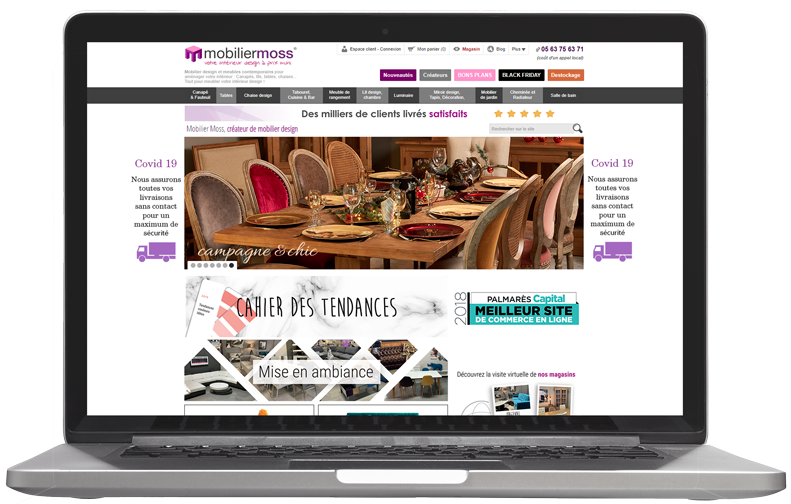 mobiliermoss®
votre intérieur design à prix mini
Mobilier design et meubles contemporains pour
aménager votre intérieur : Canapés, lits, tables, chaises...
Tout pour meubler votre intérieur design !
Espace client - Connexion
Mon panier (0)
Magasin
Blog
Plus
05 63 75 63 71
(coût d'un appel local)
Nouveautés
Créateurs
BONS PLANS
BLACK FRIDAY
Destockage
Canapé
& Fauteuil
Tables
Chaise design
Tabouret,
Cuisine & Bar
Meuble de
rangement
Lit design,
chambre
Luminaire
Miroir design,
Tapis, Décoration.
Mobilier
de jardin
Cheminée et
Radiateur
Salle de bain
Des milliers de clients livrés satisfaits
Mobilier Moss, créateur de mobilier design
Rechercher sur le site
Covid 19
Nous assurons
toutes vos
livraisons
sans contact
pour un
maximum de
sécurité
campagne & chic
Covid 19
Nous assurons
toutes vos
livraisons
sans contact
pour un
maximum de
sécurité
CAHIER DES TENDANCES
2018
PALMARÈS Capital
MEILLEUR SITE
DE COMMERCE EN LIGNE
Mise en ambiance
Découvrez la visite virtuelle de nos magasins